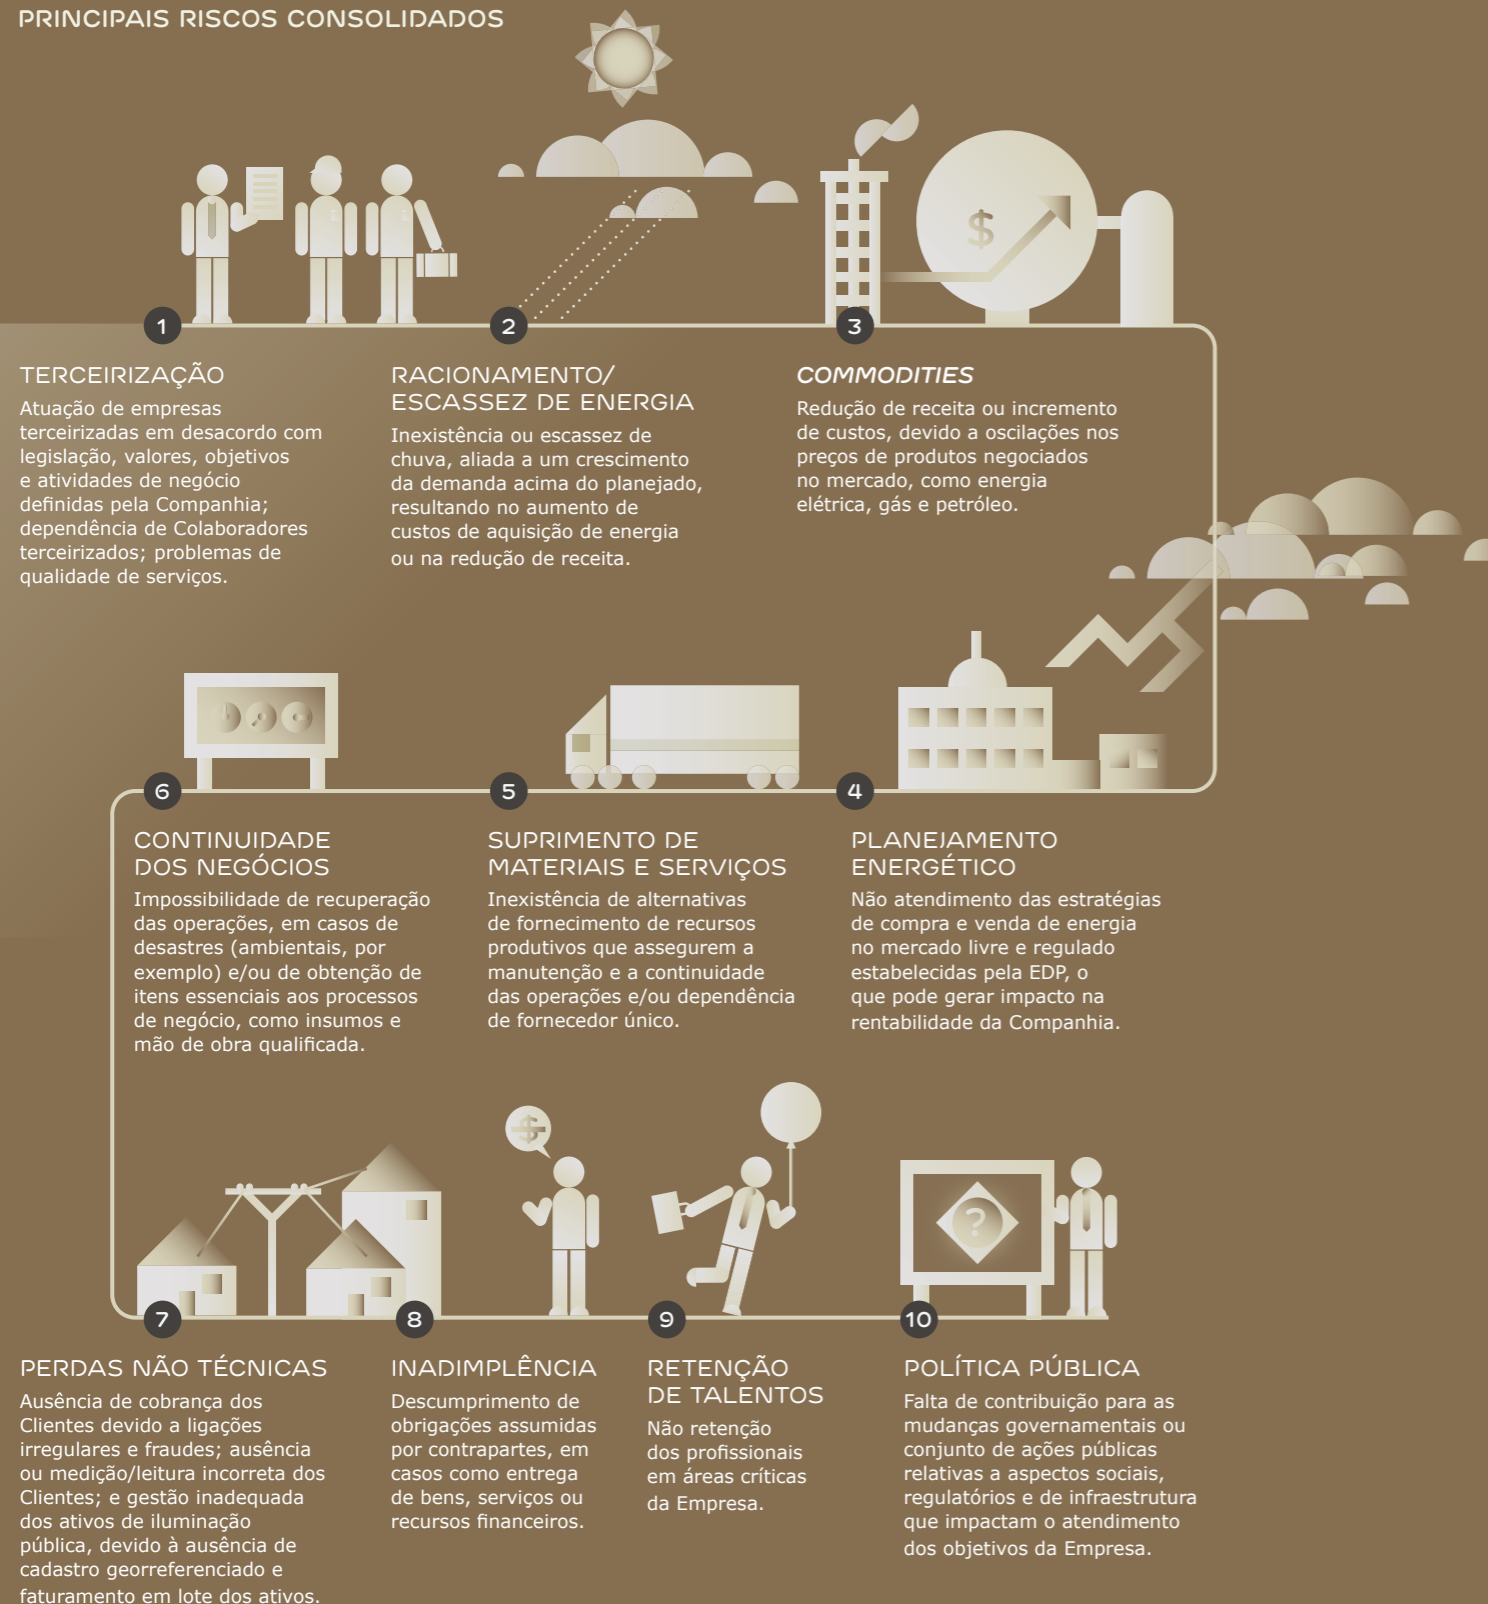 PRINCIPAIS RISCOS CONSOLIDADOS
$
1
TERCEIRIZAÇÃO
Atuação de empresas
terceirizadas em desacordo com
legislação, valores, objetivos
e atividades de negócio
definidas pela Companhia;
dependência de Colaboradores
terceirizados; problemas de
qualidade de serviços.
2
RACIONAMENTO/
ESCASSEZ DE ENERGIA
Inexistência ou escassez de
chuva, aliada a um crescimento
da demanda acima do planejado,
resultando no aumento de
custos de aquisição de energia
ou na redução de receita.
3
COMMODITIES
Redução de receita ou incremento
de custos, devido a oscilações nos
preços de produtos negociados
no mercado, como energia
elétrica, gás e petróleo.
4
PLANEJAMENTO
ENERGÉTICO
Não atendimento das estratégias
de compra e venda de energia
no mercado livre e regulado
estabelecidas pela EDP, o
que pode gerar impacto na
rentabilidade da Companhia.
5
SUPRIMENTO DE
MATERIAIS E SERVIÇOS
Inexistência de alternativas
de fornecimento de recursos
produtivos que assegurem a
manutenção e a continuidade
das operações e/ou dependência
de fornecedor único.
6
CONTINUIDADE
DOS NEGÓCIOS
Impossibilidade de recuperação
das operações, em casos de
desastres (ambientais, por
exemplo) e/ou de obtenção de
itens essenciais aos processos
de negócio, como insumos e
mão de obra qualificada.
7
PERDAS NÃO TÉCNICAS
Ausência de cobrança dos
Clientes devido a ligações
irregulares e fraudes; ausência
ou medição/leitura incorreta dos
Clientes; e gestão inadequada
dos ativos de iluminação
pública, devido à ausência de
cadastro georreferenciado e
faturamento em lote dos ativos.
$
8
INADIMPLÊNCIA
Descumprimento de
obrigações assumidas
por contrapartes, em
casos como entrega
de bens, serviços ou
recursos financeiros.
9
RETENÇÃO
DE TALENTOS
Não retenção
dos profissionais
em áreas críticas
da Empresa.
?
10
POLÍTICA PÚBLICA
Falta de contribuição para as
mudanças governamentais ou
conjunto de ações públicas
relativas a aspectos sociais,
regulatórios e de infraestrutura
que impactam o atendimento
dos objetivos da Empresa.